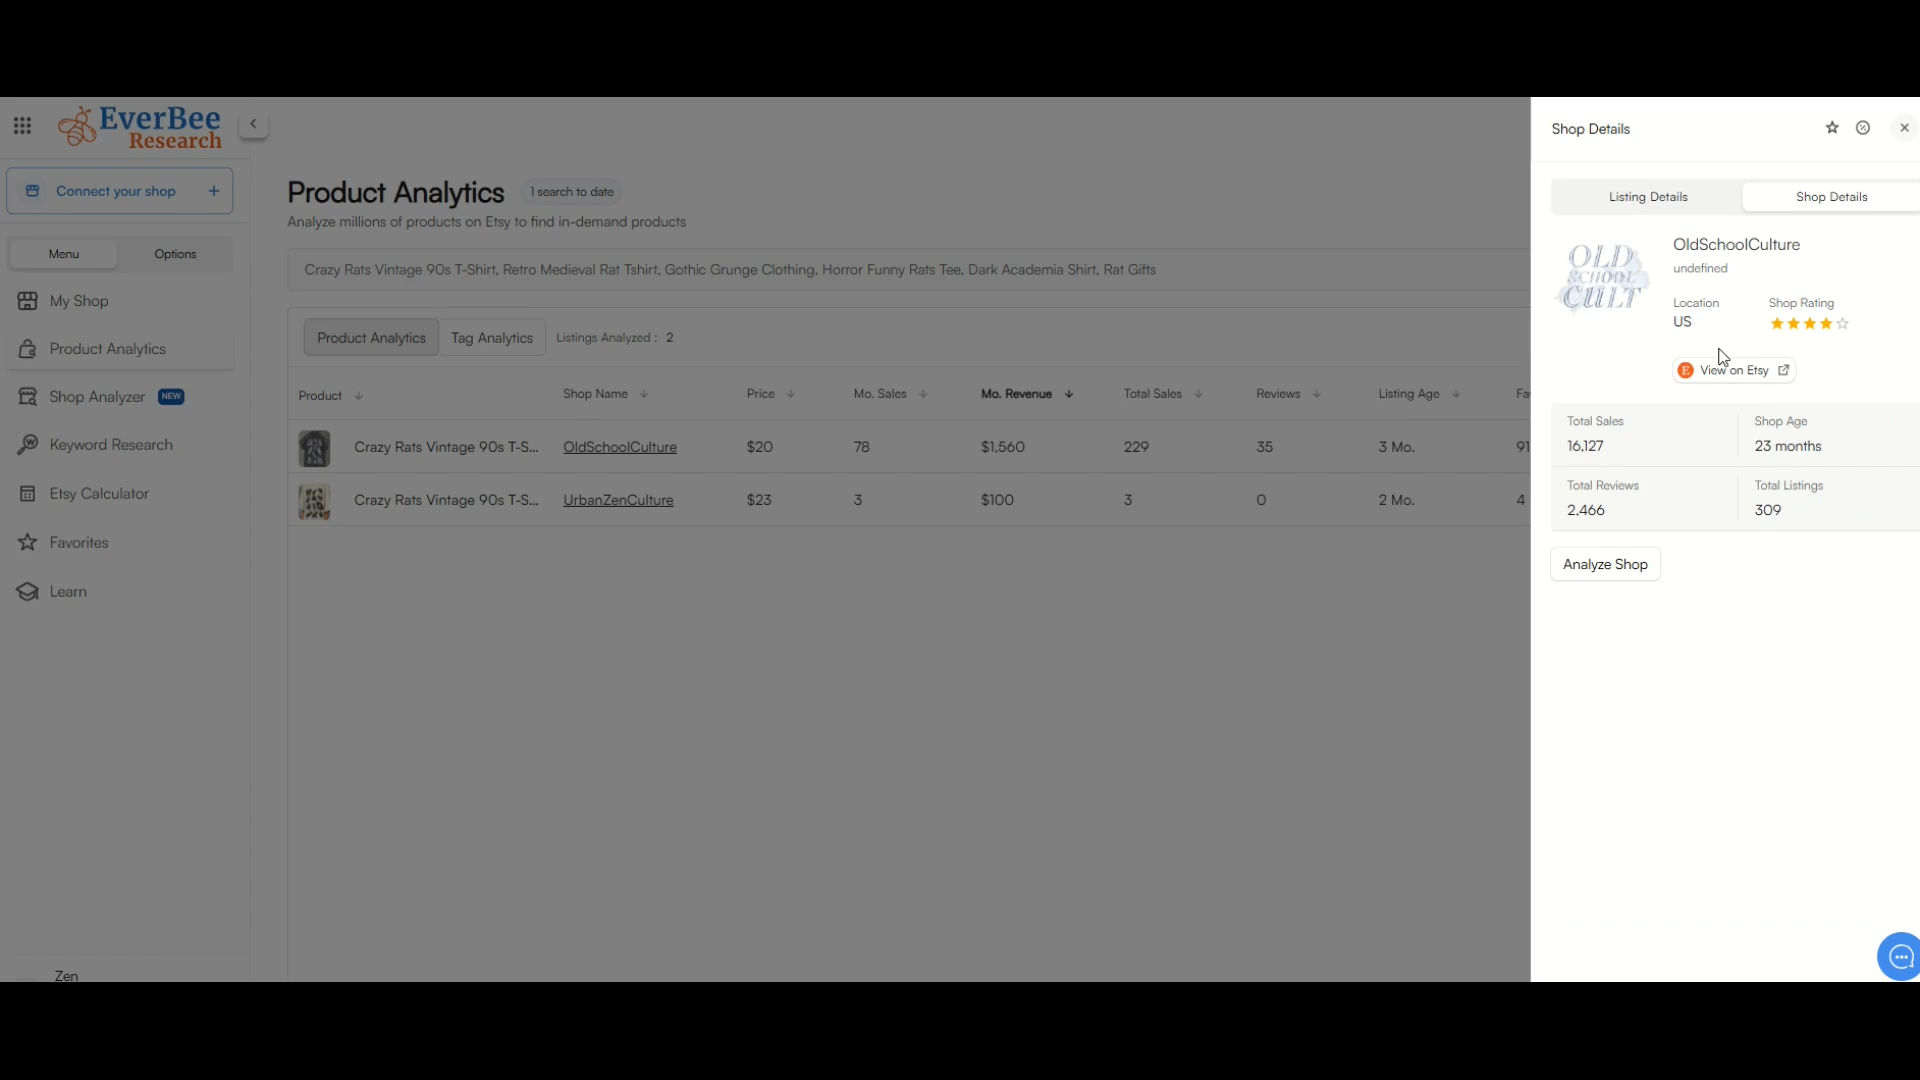 EverBee
Research
Connect your shop +
Menu
Options
My Shop
Product Analytics
Shop Analyzer NEW
Keyword Research
Etsy Calculator
Favorites
Learn
Zen
Product Analytics 1 search to date
Analyze millions of products on Etsy to find in-demand products
Crazy Rats Vintage 90s T-Shirt, Retro Medieval Rat Tshirt, Gothic Grunge Clothing, Horror Funny Rats Tee, Dark Academia Shirt, Rat Gifts
Product Analytics Tag Analytics Listings Analyzed : 2
Product Shop Name Price Mo. Sales Mo. Revenue Total Sales Reviews Listing Age
Crazy Rats Vintage 90s T-S... OldSchoolCulture $20 78 $1,560 229 35 3 Mo. 91
Crazy Rats Vintage 90s T-S... UrbanZenCulture $23 3 $100 3 0 2 Mo. 4
Shop Details
Listing Details
Shop Details
OLD
SCHOOL
CULT
OldSchoolCulture
undefined
Location Shop Rating
US
E View on Etsy
Total Sales Shop Age
16,127 23 months
Total Reviews Total Listings
2,466 309
Analyze Shop